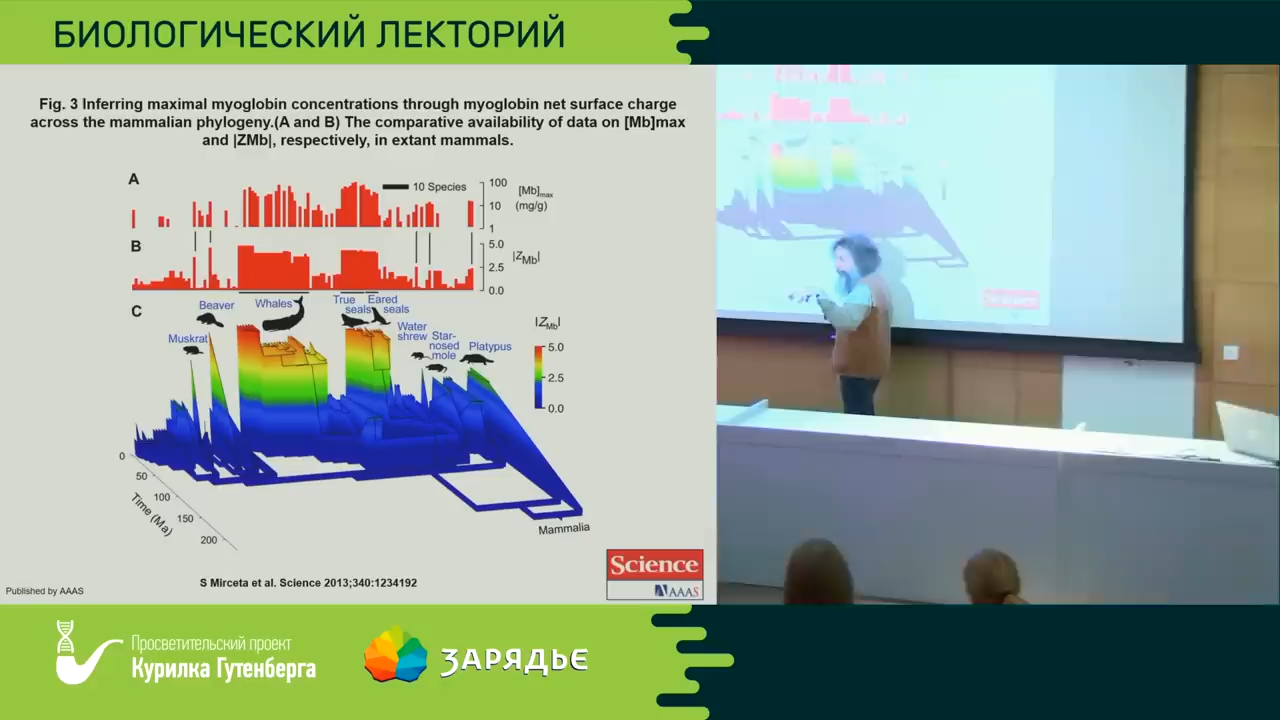 БИОЛОГИЧЕСКИЙ ЛЕКТОРИЙ
Fig. 3 Inferring maximal myoglobin concentrations through myoglobin net surface charge
across the mammalian phylogeny.(A and B) The comparative availability of data on [Mb]max
and |ZMb|, respectively, in extant mammals.
A
10 Species
100
10
1
[Mb]max
(mg/g)
B
5.0
2.5
0.0
|ZMb|
C
Muskrat
Beaver
Whales
True
seals
Eared
seals
Water
shrew
Star-
nosed
mole
Platypus
|ZMb|
5.0
2.5
0.0
0
50
100
150
200
Time (Ma)
Mammalia
S Mirceta et al. Science 2013;340:1234192
Published by AAAS
Science
AAAS
Science
Просветительский проект
Курилка Гутенберга
ЗАРЯДЬЕ